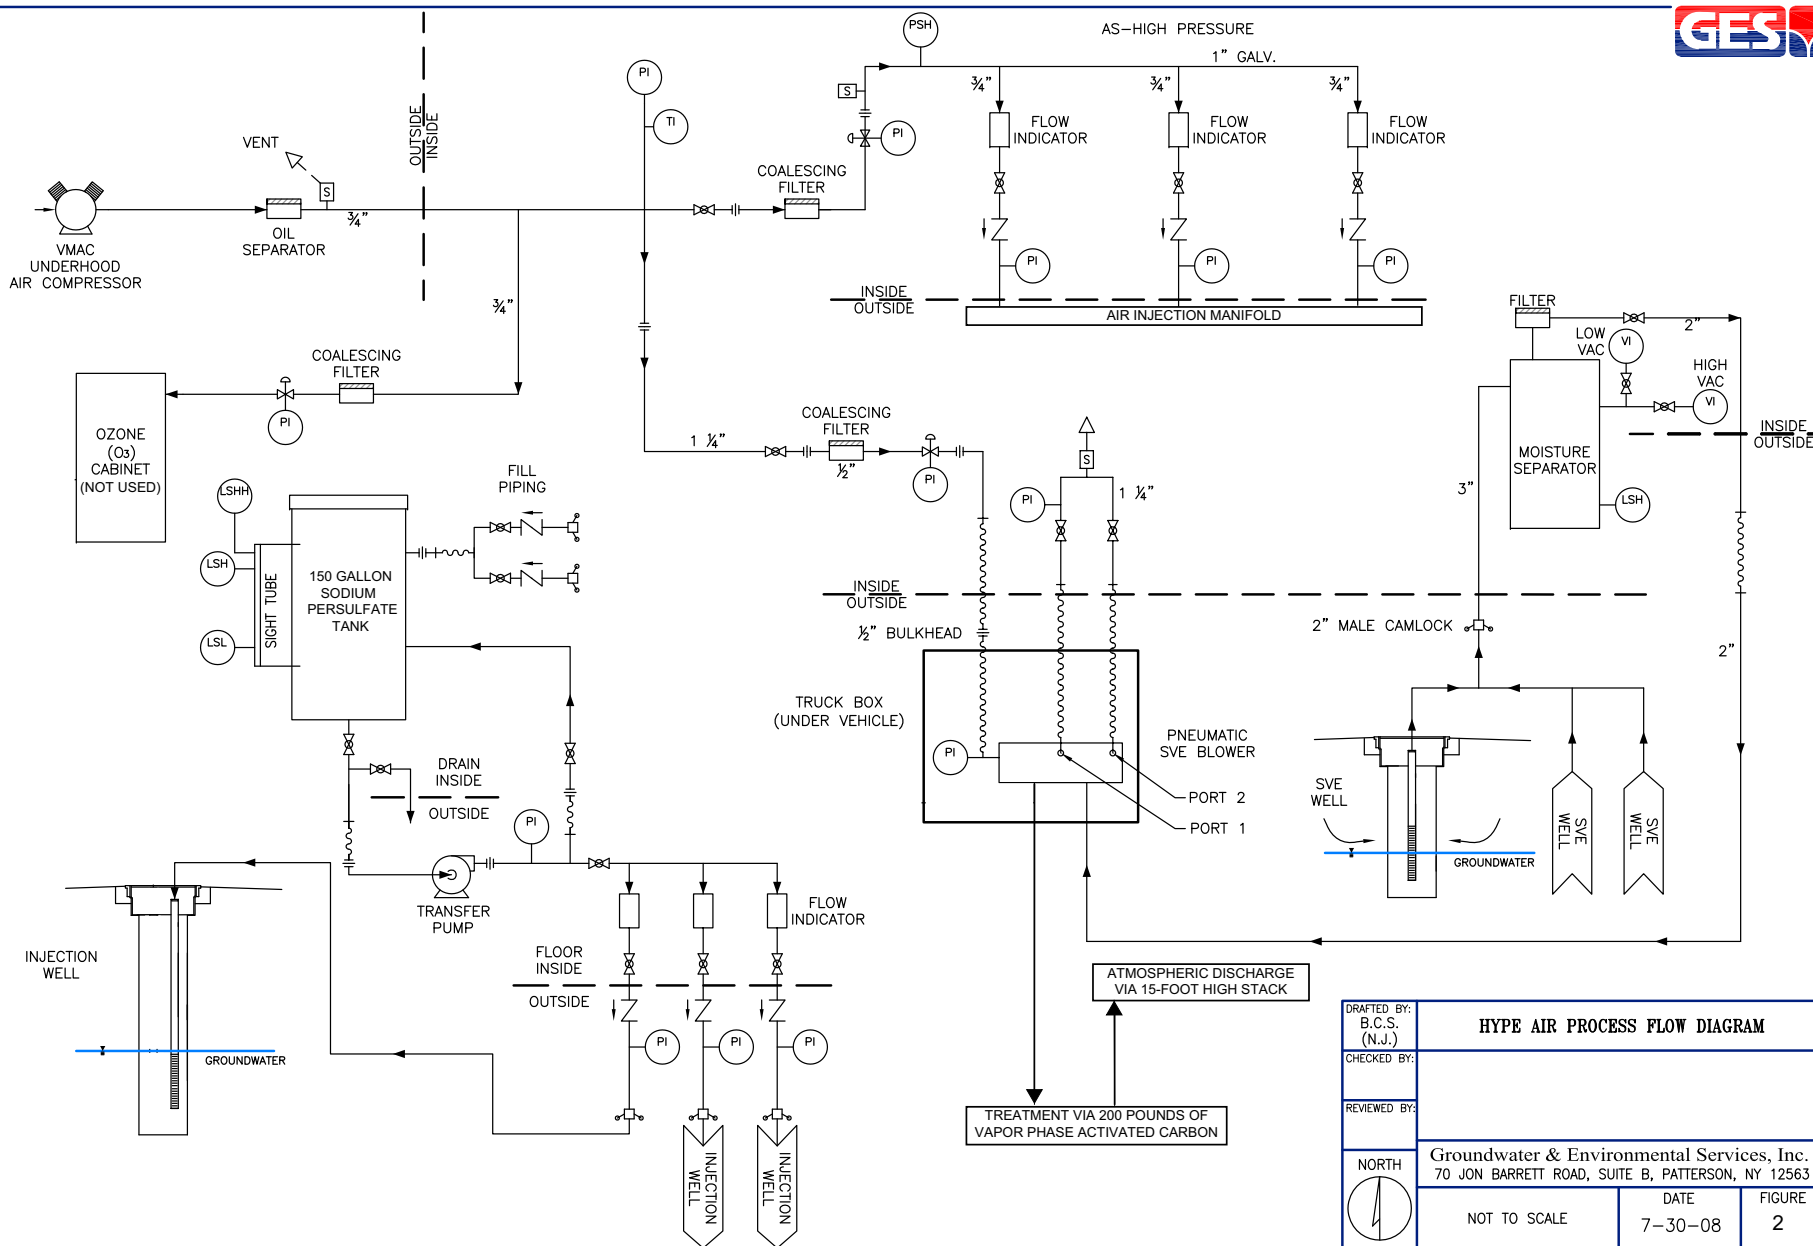 GES
PSH
AS-HIGH PRESSURE
1" GALV.
PI
TI
S
PI
¾"
¾"
¾"
FLOW
INDICATOR
FLOW
INDICATOR
FLOW
INDICATOR
OUTSIDE
INSIDE
VENT
S
COALESCING
FILTER
¾"
OIL
SEPARATOR
VMAC
UNDERHOOD
AIR COMPRESSOR
PI
PI
PI
INSIDE
OUTSIDE
AIR INJECTION MANIFOLD
¾"
COALESCING
FILTER
PI
OZONE
(O3)
CABINET
(NOT USED)
FILTER
2"
LOW
VAC
VI
HIGH
VAC
VI
INSIDE
OUTSIDE
MOISTURE
SEPARATOR
LSH
3"
1 ¼"
COALESCING
FILTER
½"
PI
S
PI
1 ¼"
FILL
PIPING
LSHH
LSH
LSL
SIGHT TUBE
150 GALLON
SODIUM
PERSULFATE
TANK
INSIDE
OUTSIDE
½" BULKHEAD
2" MALE CAMLOCK
2"
TRUCK BOX
(UNDER VEHICLE)
PI
PNEUMATIC
SVE BLOWER
PORT 2
PORT 1
SVE
WELL
SVE
WELL
SVE
WELL
GROUNDWATER
DRAIN
INSIDE
OUTSIDE
PI
TRANSFER
PUMP
FLOW
INDICATOR
FLOOR
INSIDE
OUTSIDE
PI
PI
PI
INJECTION
WELL
GROUNDWATER
INJECTION
WELL
INJECTION
WELL
ATMOSPHERIC DISCHARGE
VIA 15-FOOT HIGH STACK
TREATMENT VIA 200 POUNDS OF
VAPOR PHASE ACTIVATED CARBON
DRAFTED BY:
B.C.S.
(N.J.)
HYPE AIR PROCESS FLOW DIAGRAM
CHECKED BY:
REVIEWED BY:
Groundwater & Environmental Services, Inc.
70 JON BARRETT ROAD, SUITE B, PATTERSON, NY 12563
NORTH
NOT TO SCALE
DATE
7-30-08
FIGURE
2